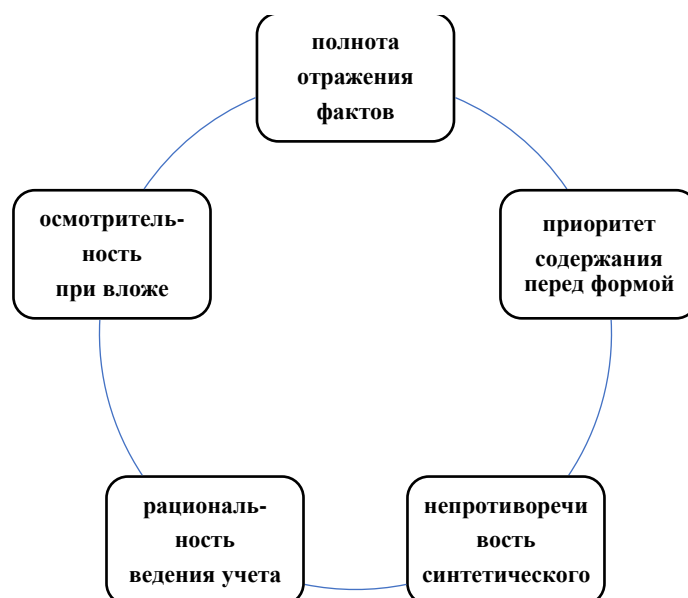 полнота
отражения
фактов
приоритет
содержания
перед формой
непротиворечи
вость
синтетического
рациональ-
ность
ведения учета
осмотритель-
ность
при вложе